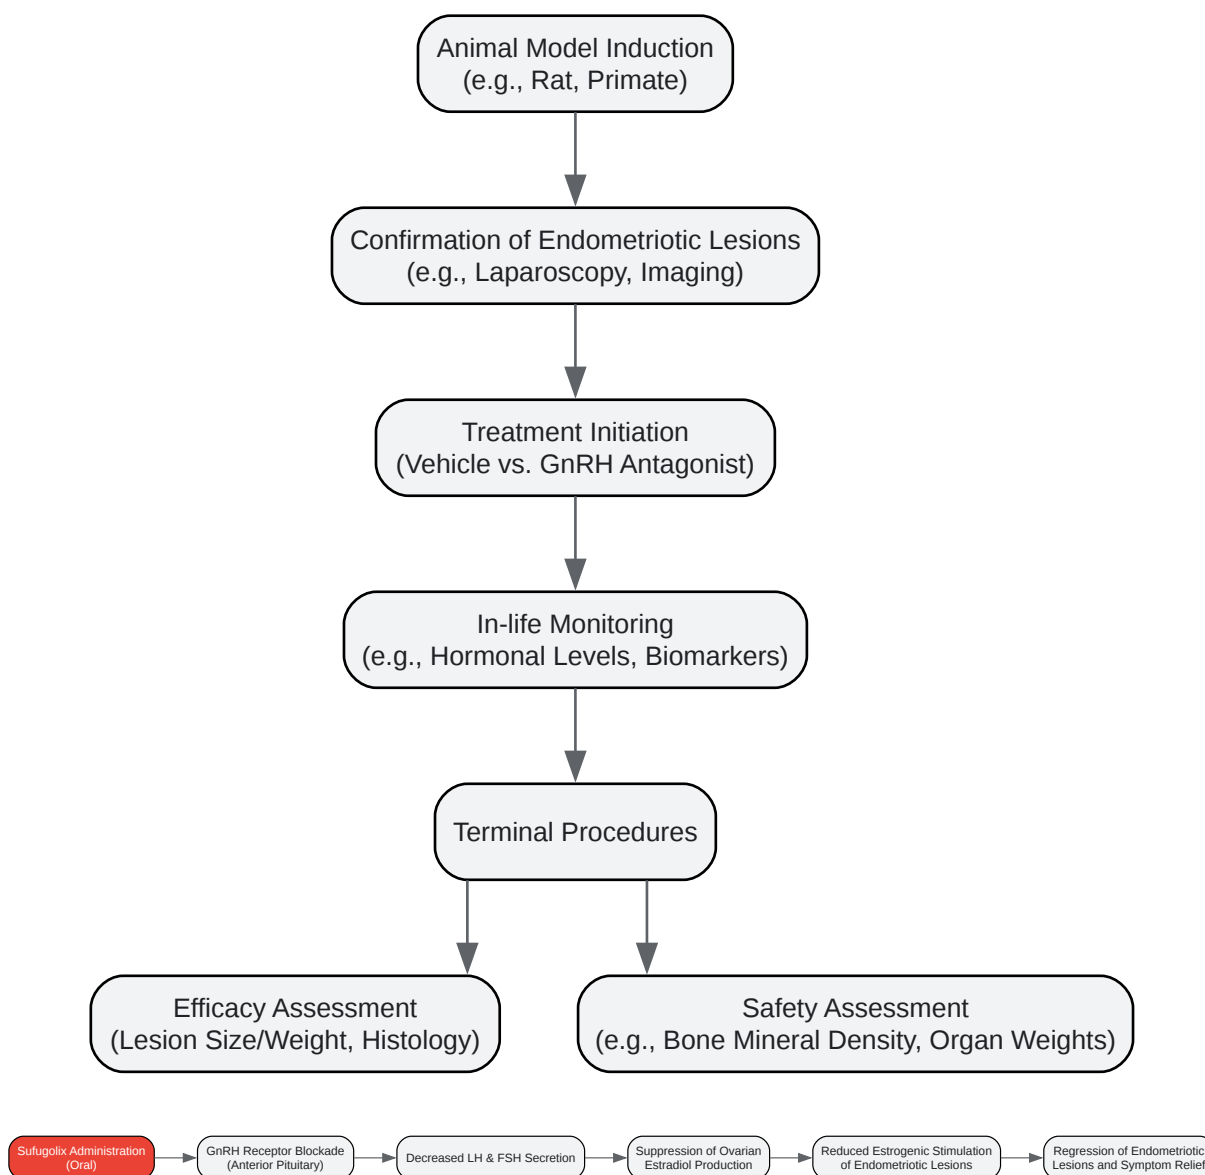 Animal Model Induction
(e.g., Rat, Primate)
Confirmation of Endometriotic Lesions
(e.g., Laparoscopy, Imaging)
Treatment Initiation
(Vehicle vs. GnRH Antagonist)
In-life Monitoring
(e.g., Hormonal Levels, Biomarkers)
Terminal Procedures
Efficacy Assessment
(Lesion Size/Weight, Histology)
Safety Assessment
(e.g., Bone Mineral Density, Organ Weights)
Sufugolix Administration
(Oral)
GnRH Receptor Blockade
(Anterior Pituitary)
Decreased LH & FSH Secretion
Suppression of Ovarian
Estradiol Production
Reduced Estrogenic Stimulation
of Endometriotic Lesions
Regression of Endometriotic
Lesions and Symptom Relief